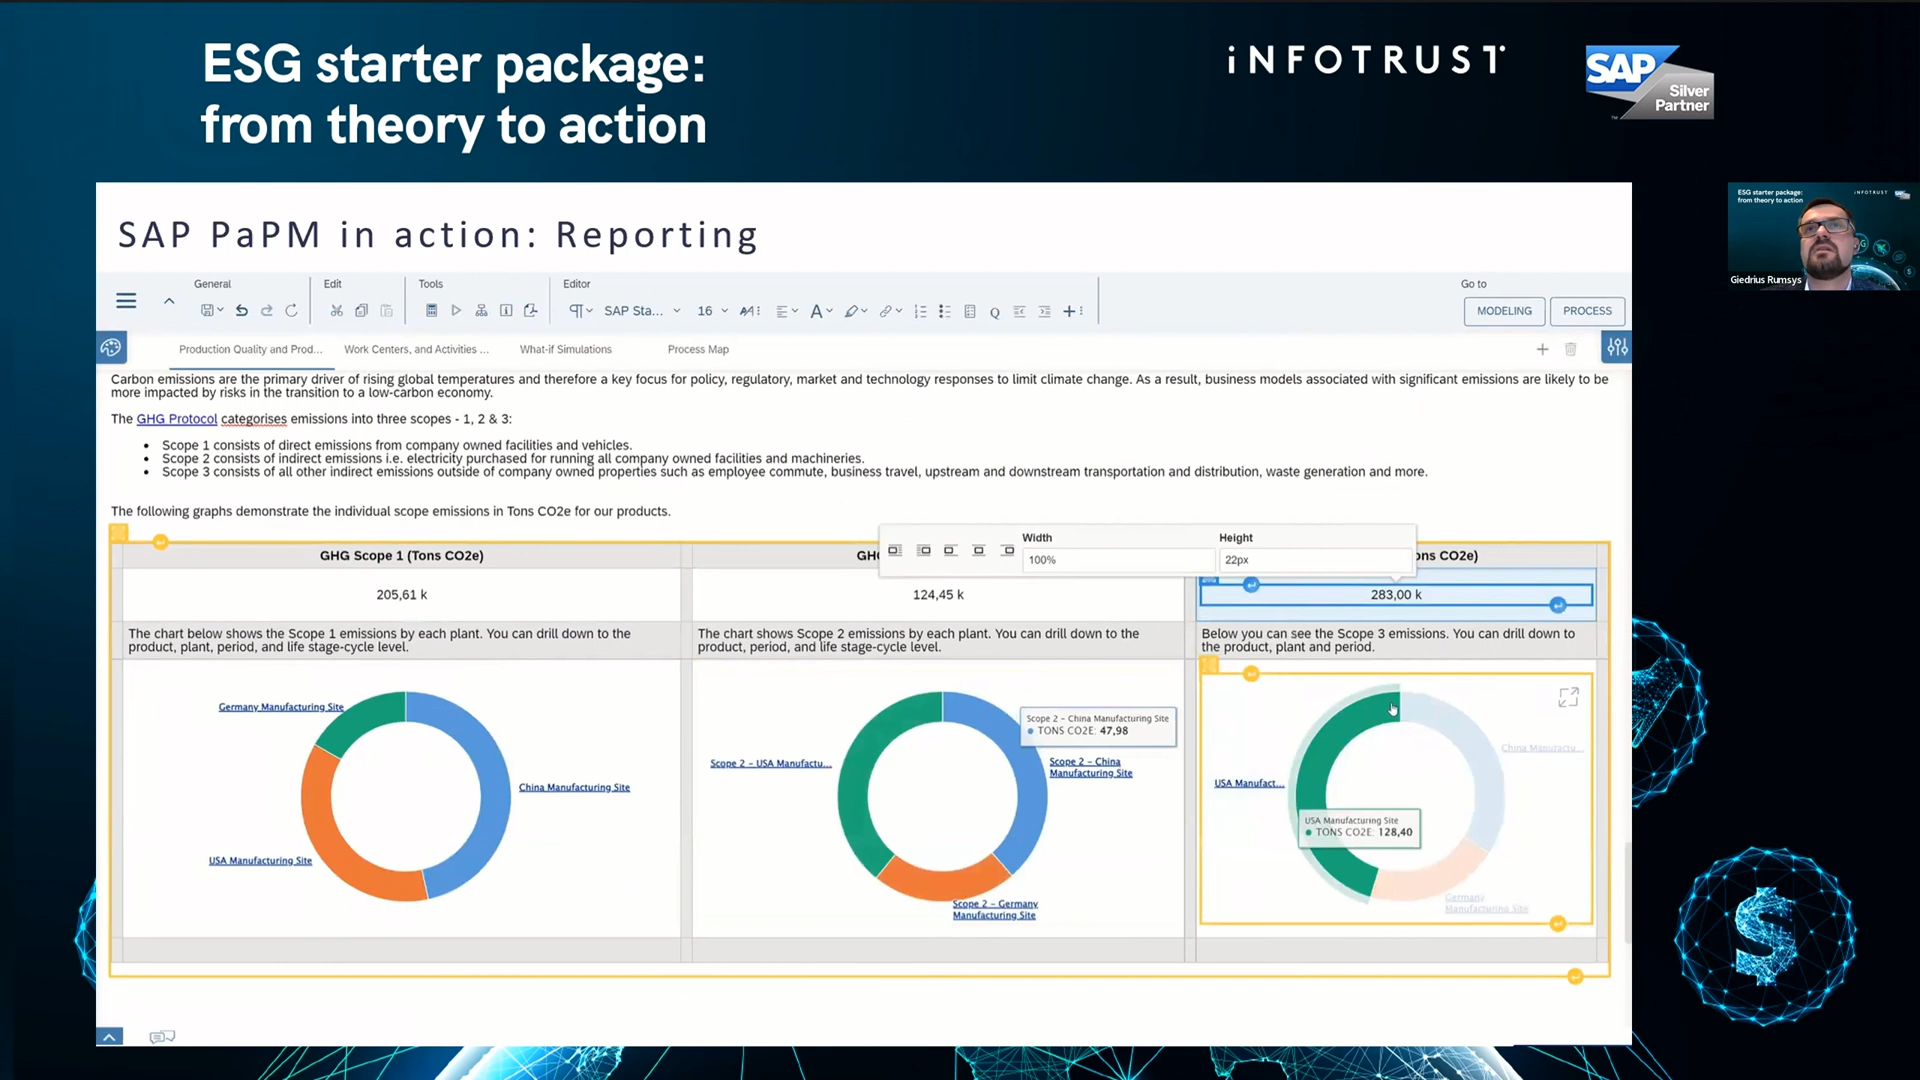 ESG starter package:
from theory to action
iNFOTRUST
SAP
Silver
Partner
SAP PaPM in action: Reporting
General
Edit
Tools
Editor
Go to
SAP Sta...
16
MODELING
PROCESS
Production Quality and Prod...
Work Centers, and Activities ...
What-if Simulations
Process Map
Carbon emissions are the primary driver of rising global temperatures and therefore a key focus for policy, regulatory, market and technology responses to limit climate change. As a result, business models associated with significant emissions are likely to be
more impacted by risks in the transition to a low-carbon economy.
The GHG Protocol categorises emissions into three scopes - 1, 2 & 3:
• Scope 1 consists of direct emissions from company owned facilities and vehicles.
• Scope 2 consists of indirect emissions i.e. electricity purchased for running all company owned facilities and machineries.
• Scope 3 consists of all other indirect emissions outside of company owned properties such as employee commute, business travel, upstream and downstream transportation and distribution, waste generation and more.
The following graphs demonstrate the individual scope emissions in Tons CO2e for our products.
Width
Height
100%
22px
GHG Scope 1 (Tons CO2e)
GH
ons CO2e)
205,61 k
124,45 k
283,00 k
The chart below shows the Scope 1 emissions by each plant. You can drill down to the
product, plant, period, and life stage-cycle level.
The chart shows Scope 2 emissions by each plant. You can drill down to the
product, period, and life stage-cycle level.
Below you can see the Scope 3 emissions. You can drill down to
the product, plant and period.
Germany Manufacturing Site
China Manufacturing Site
USA Manufacturing Site
Scope 2 - China Manufacturing Site
TONS CO2E: 47,98
Scope 2 - USA Manufactu...
Scope 2 - China
Manufacturing Site
Scope 2 - Germany
Manufacturing Site
China Manufactu...
USA Manufact...
USA Manufacturing Site
TONS CO2E: 128,40
Germany
Manufacturing Site
ESG starter package:
from theory to action
iNFOTRUST
Giedrius Rumsys